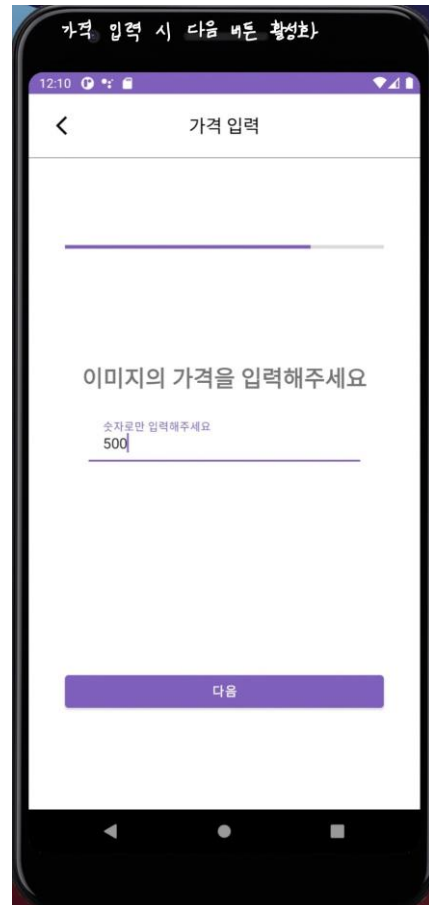 가격 입력 시 다음 버튼 활성화
12:10
가격 입력
이미지의 가격을 입력해주세요
숫자로만 입력해주세요
500
다음